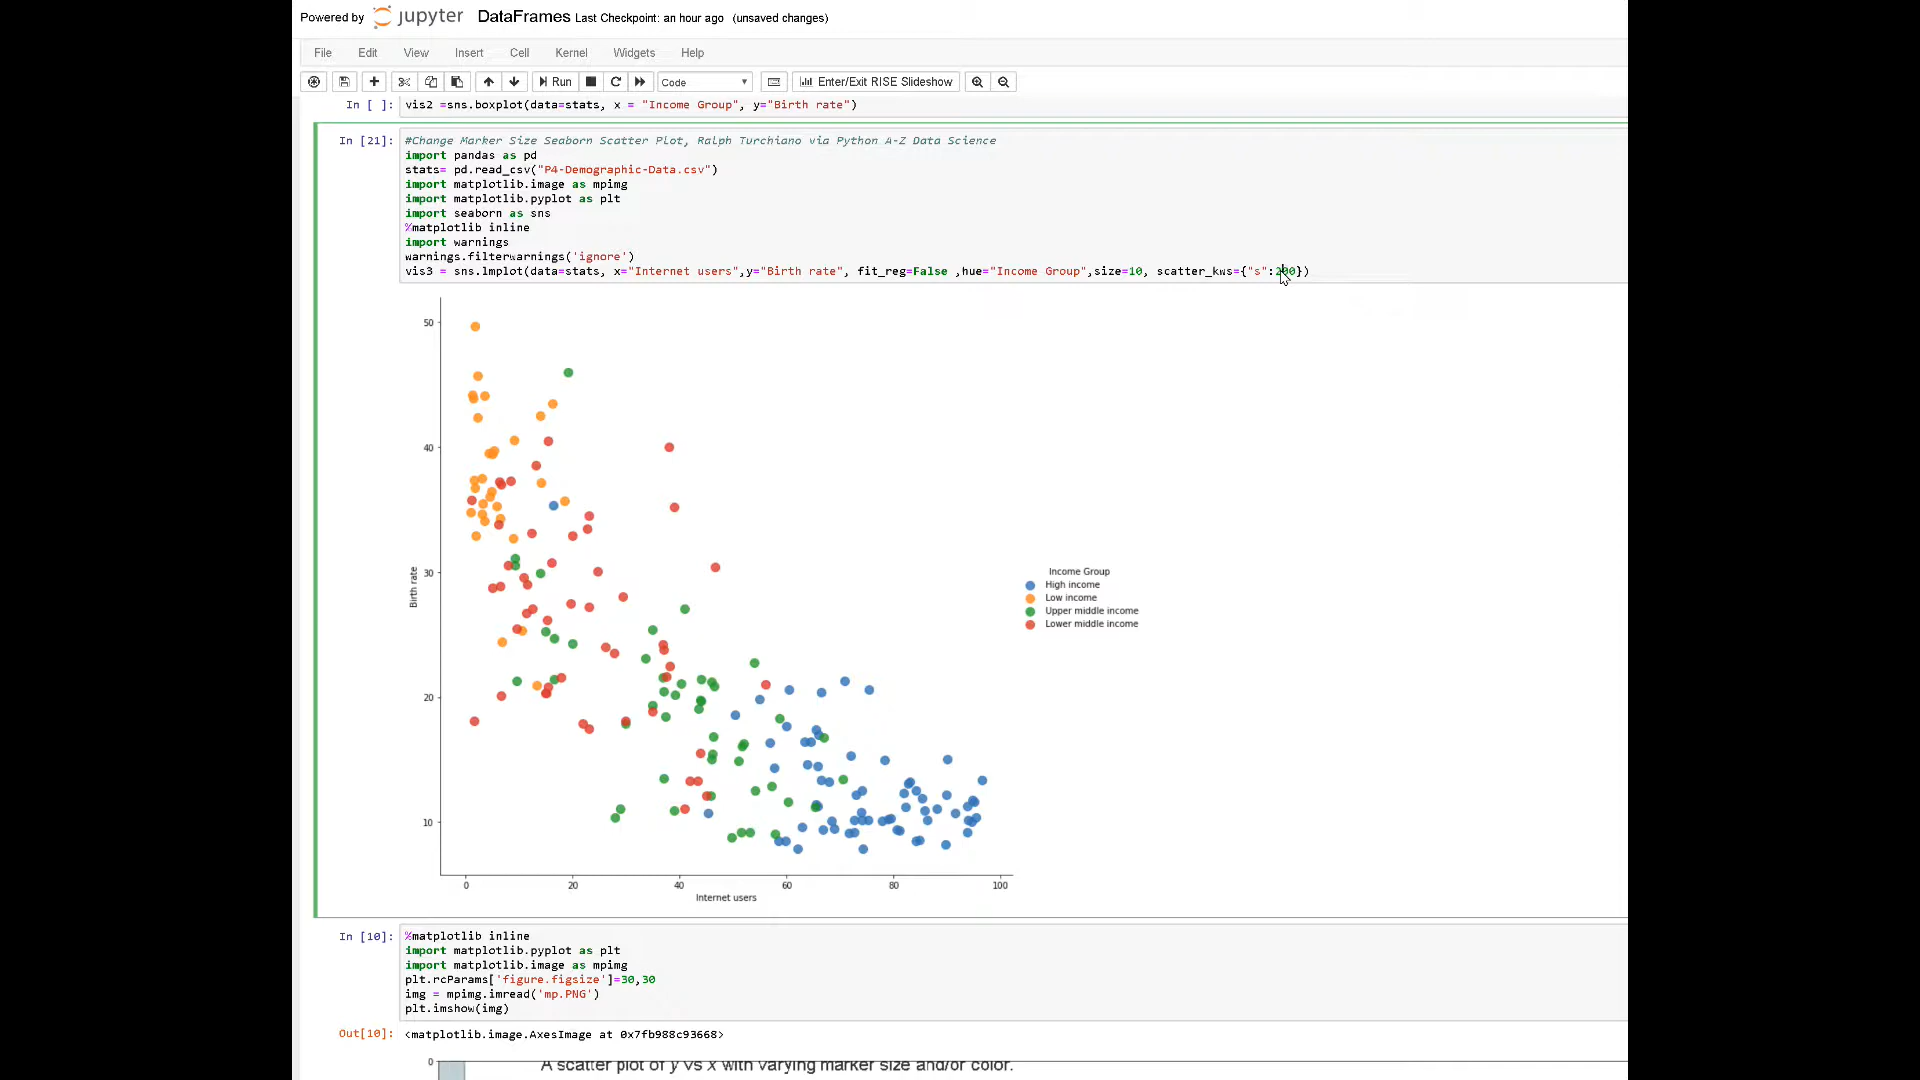 Powered by jupyter DataFrames Last Checkpoint: an hour ago (unsaved changes)
File Edit View Insert Cell Kernel Widgets Help
Run Code Enter/Exit RISE Slideshow
In [ ]: vis2 =sns.boxplot(data=stats, x = "Income Group", y="Birth rate")
In [21]: #Change Marker Size Seaborn Scatter Plot, Ralph Turchiano via Python A-Z Data Science
import pandas as pd
stats= pd.read_csv("P4-Demographic-Data.csv")
import matplotlib.image as mpimg
import matplotlib.pyplot as plt
import seaborn as sns
%matplotlib inline
import warnings
warnings.filterwarnings('ignore')
vis3 = sns.lmplot(data=stats, x="Internet users",y="Birth rate", fit_reg=False ,hue="Income Group",size=10, scatter_kws={"s":200})
50
40
30
20
10
Birth rate
0 20 40 60 80 100
Internet users
Income Group
High income
Low income
Upper middle income
Lower middle income
In [10]: %matplotlib inline
import matplotlib.pyplot as plt
import matplotlib.image as mpimg
plt.rcParams['figure.figsize']=30,30
img = mpimg.imread('mp.PNG')
plt.imshow(img)
Out[10]: <matplotlib.image.AxesImage at 0x7fb988c93668>
0
A scatter plot of y vs x with varying marker size and/or color.